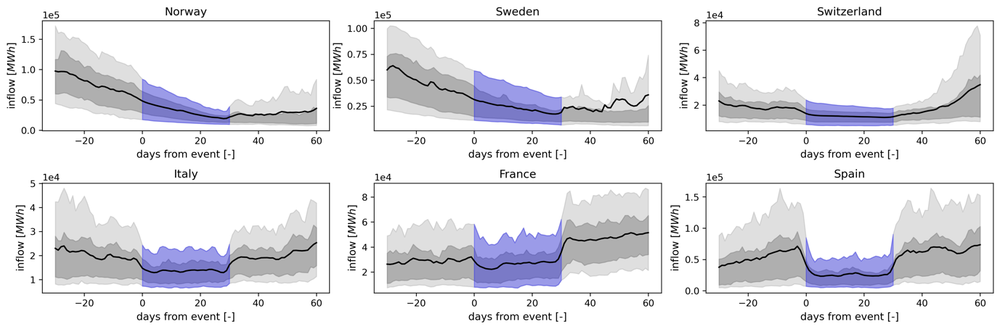 Norway
1e5
inflow [MWh]
1.5
1.0
0.5
0.0
−20 0 20 40 60
days from event [-]
Sweden
1e5
inflow [MWh]
1.00
0.75
0.50
0.25
−20 0 20 40 60
days from event [-]
Switzerland
1e4
inflow [MWh]
8
6
4
2
−20 0 20 40 60
days from event [-]
Italy
1e4
inflow [MWh]
5
4
3
2
1
−20 0 20 40 60
days from event [-]
France
1e4
inflow [MWh]
8
6
4
2
−20 0 20 40 60
days from event [-]
Spain
1e5
inflow [MWh]
1.5
1.0
0.5
0.0
−20 0 20 40 60
days from event [-]